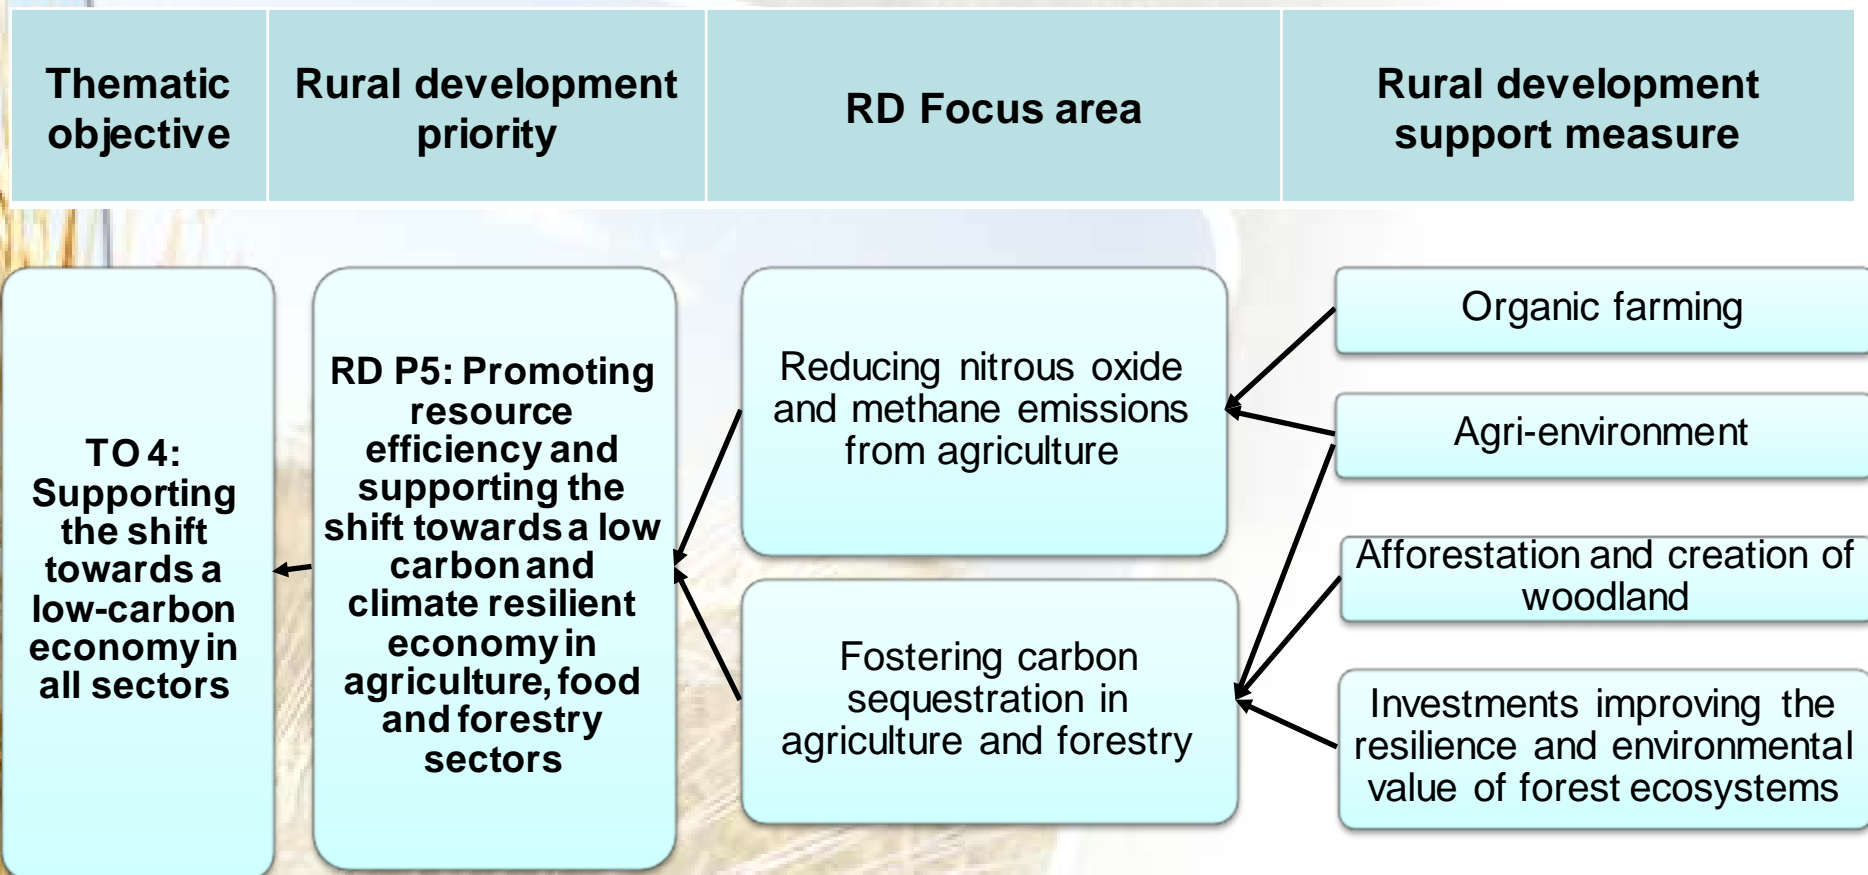 Thematic
objective
Rural development
priority
RD Focus area
Rural development
support measure
TO 4:
Supporting
the shift
towards a
low-carbon
economy in
all sectors
RD P5: Promoting
resource
efficiency and
supporting the
shift towards a low
carbon and
climate resilient
economy in
agriculture, food
and forestry
sectors
Reducing nitrous oxide
and methane emissions
from agriculture
Fostering carbon
sequestration in
agriculture and forestry
Organic farming
Agri-environment
Afforestation and creation of
woodland
Investments improving the
resilience and environmental
value of forest ecosystems